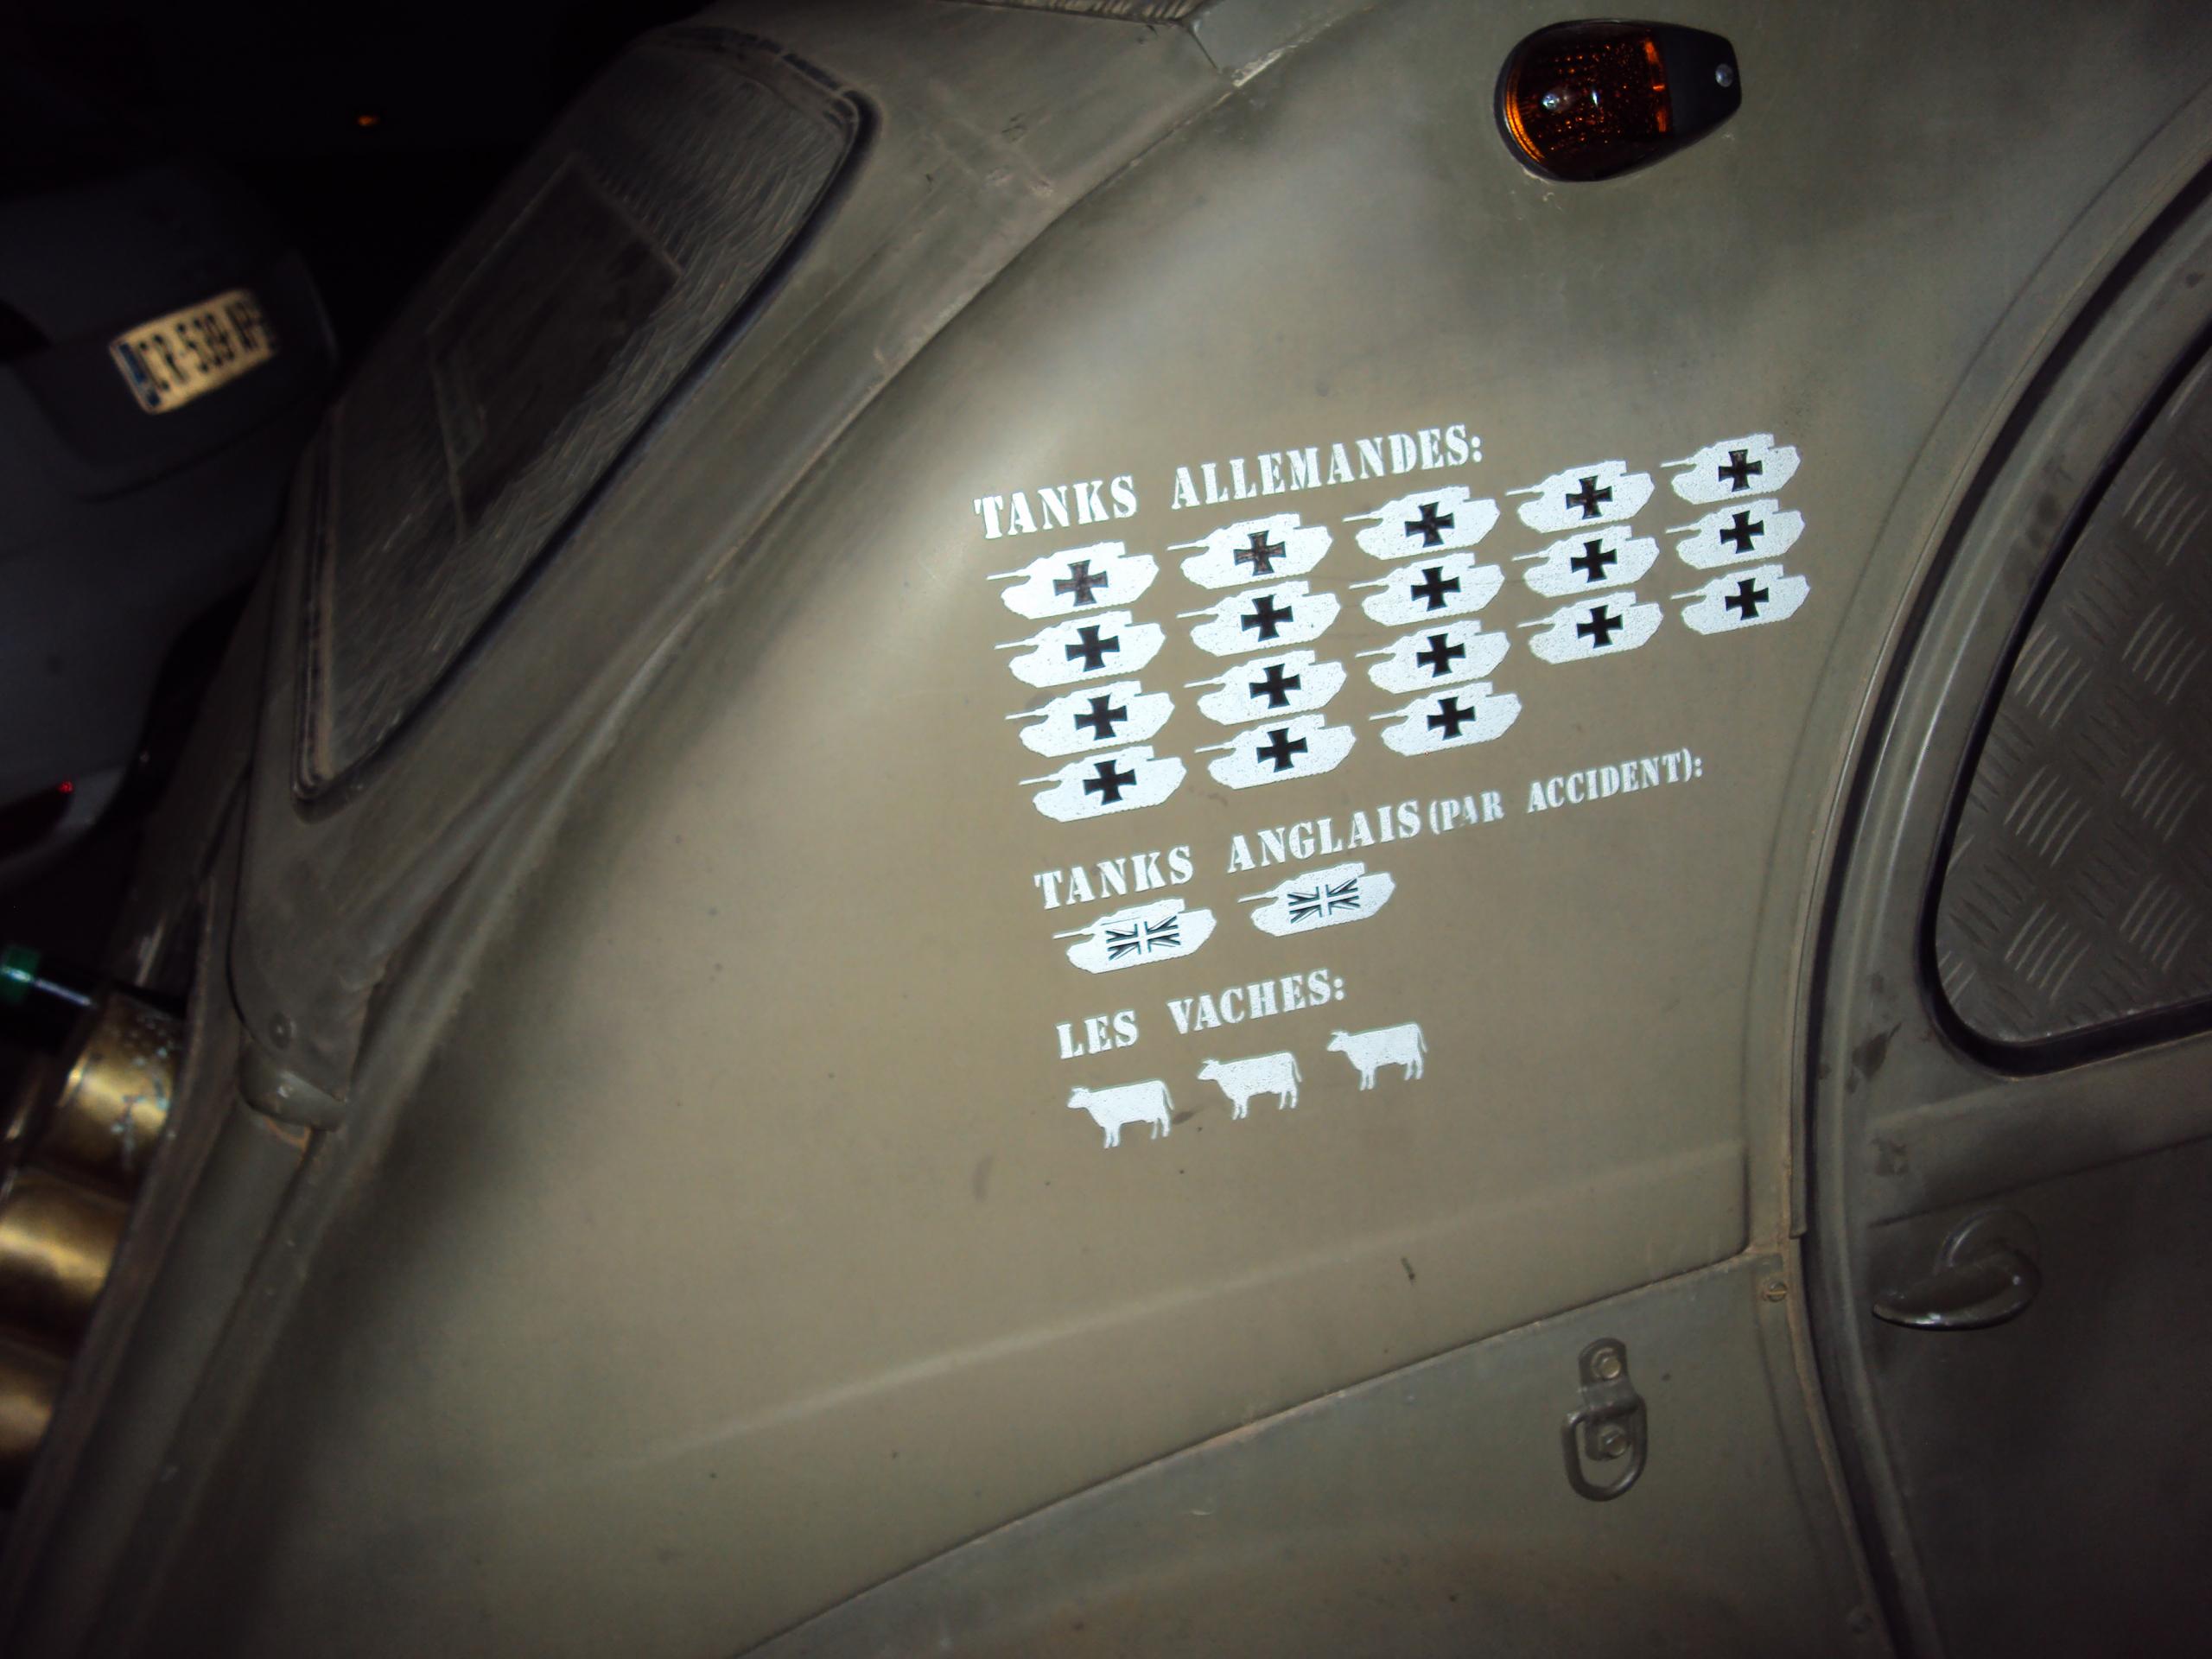 TANKS ALLEMANDES:
TANKS ANGLAIS (PAR ACCIDENT):
LES VACHES: